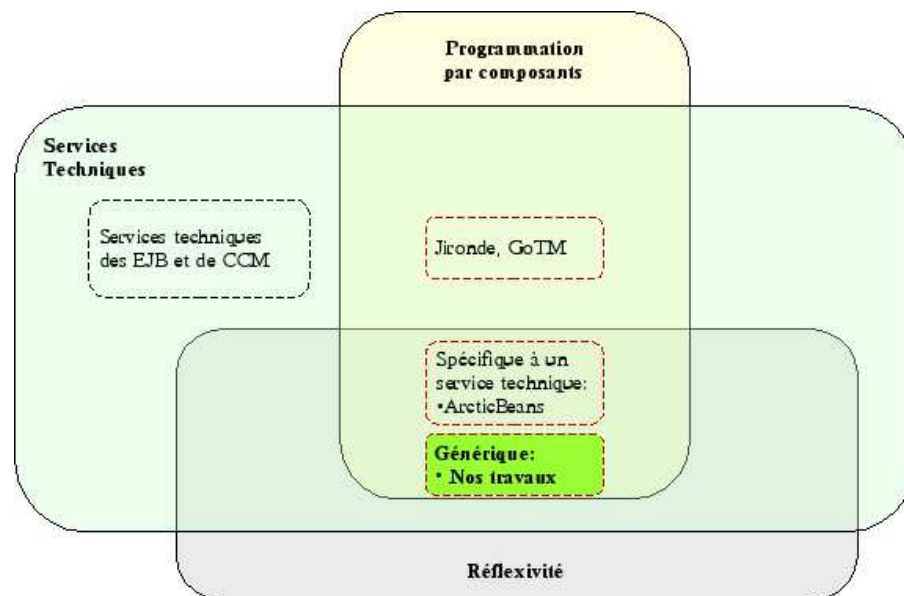 Programmation
par composants
Services
Techniques
Services techniques
des EJB et de CCM
Jironde, GoTM
Spécifique à un
service technique:
•ArcticBeans
Générique:
• Nos travaux
Réflexivité